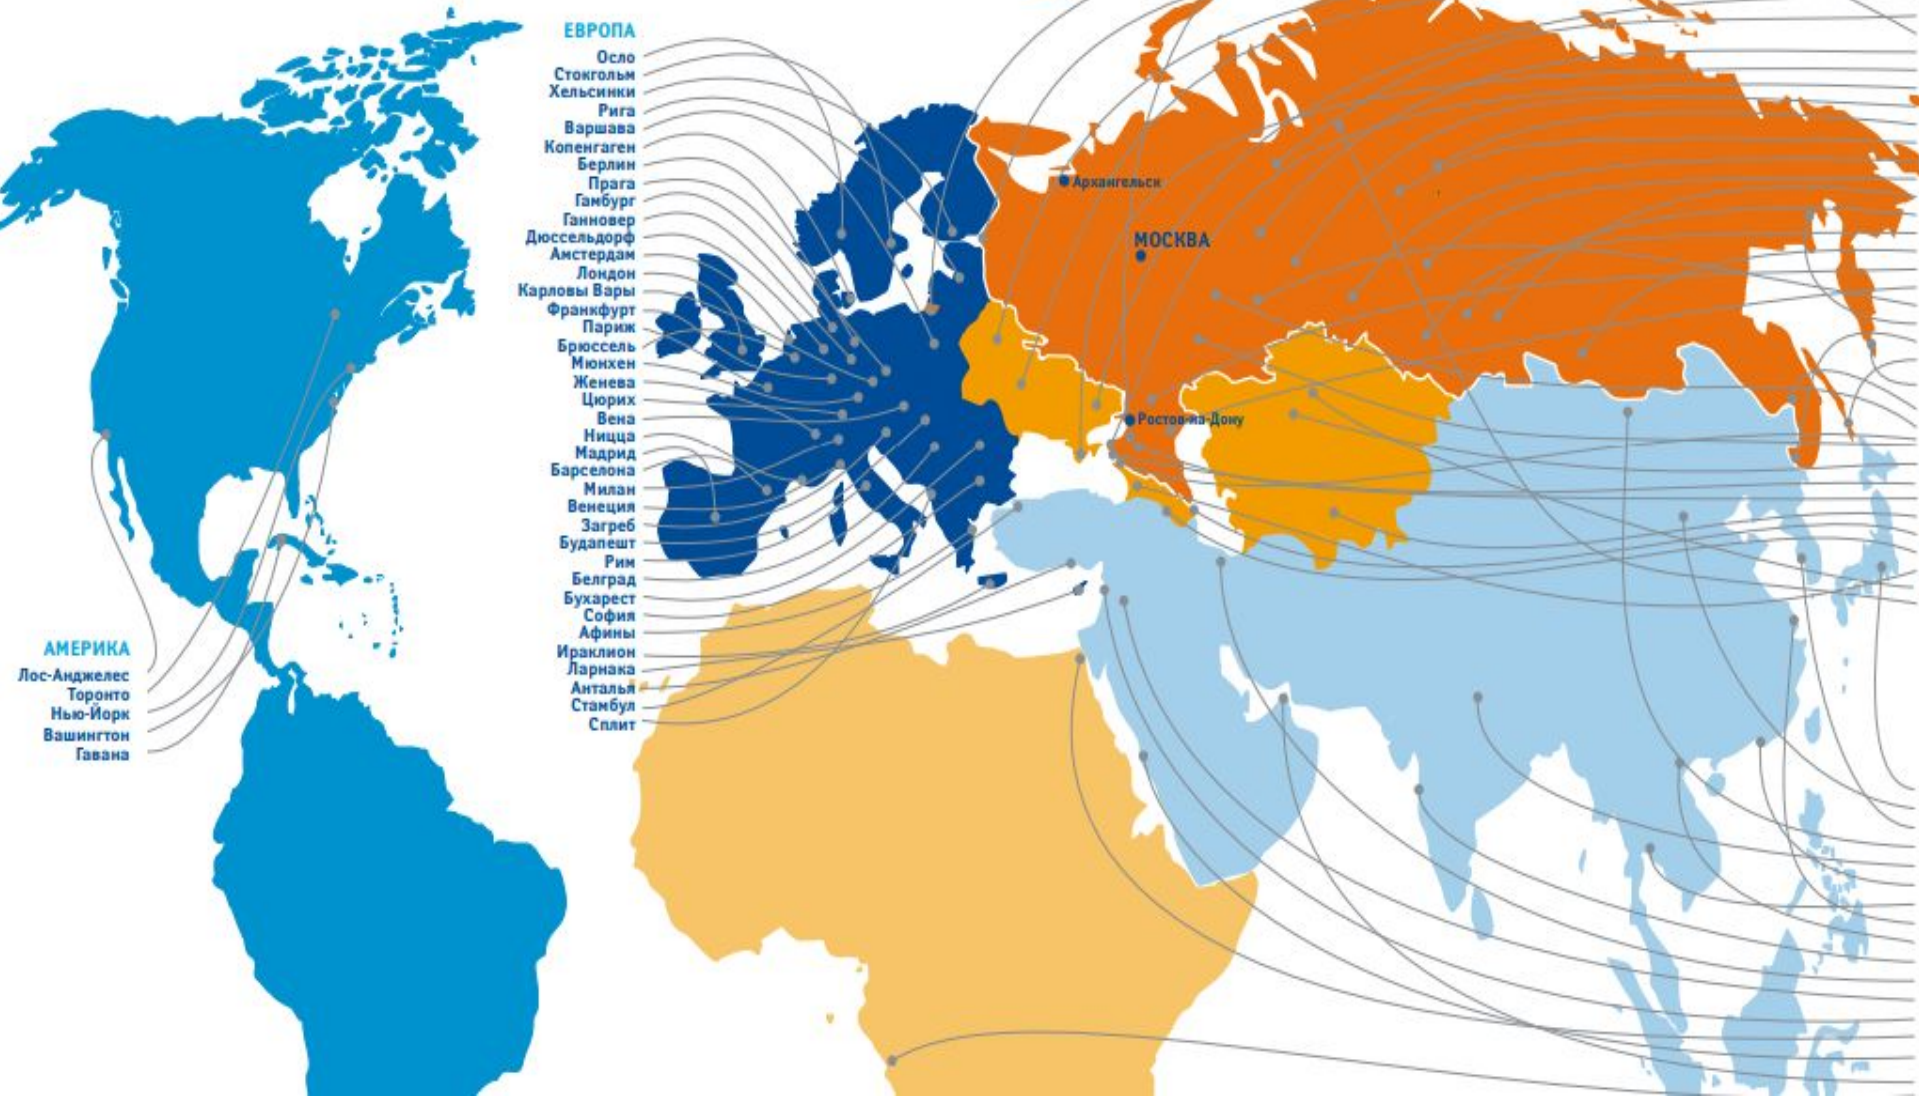 ЕВРОПА
Осло
Стокгольм
Хельсинки
Рига
Варшава
Копенгаген
Берлин
Прага
Гамбург
Ганновер
Дюссельдорф
Амстердам
Лондон
Карловы Вары
Франкфурт
Париж
Брюссель
Мюнхен
Женева
Цюрих
Вена
Ницца
Мадрид
Барселона
Милан
Венеция
Загреб
Будапешт
Рим
Белград
Бухарест
София
Афины
Ираклион
Ларнака
Анталья
Стамбул
Сплит
АМЕРИКА
Лос-Анджелес
Торонто
Нью-Йорк
Вашингтон
Гавана
Архангельск
МОСКВА
Ростов-на-Дону